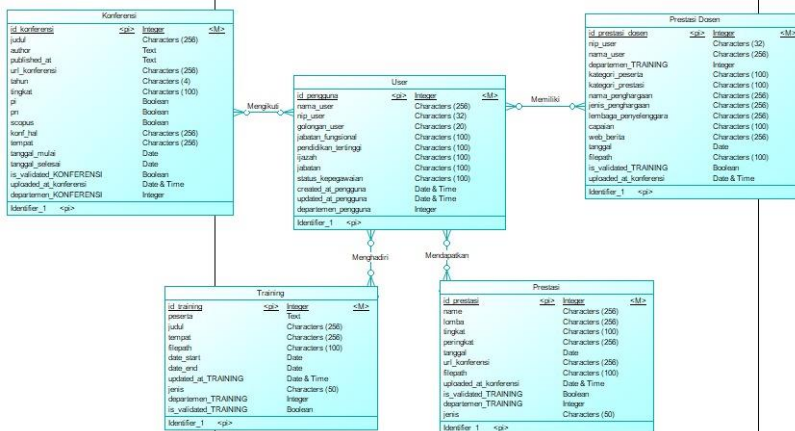 Konferensi
id_konferensi <pi> Integer <M>
judul Characters (256)
author Text
published_at Text
url_konferensi Characters (256)
tahun Characters (4)
tingkat Characters (100)
pi Boolean
pn Boolean
scopus Boolean
konf_hal Characters (256)
tempat Characters (256)
tanggal_mulai Date
tanggal_selesai Date
is_validated_KONFERENSI Boolean
uploaded_at_konferensi Date & Time
departemen_KONFERENSI Integer
Identifier_1 <pi>
Mengikuti
User
id_pengguna <pi> Integer <M>
nama_user Characters (256)
nip_user Characters (32)
golongan_user Characters (20)
jabatan_fungsional Characters (100)
pendidikan_tertinggi Characters (100)
ijazah Characters (100)
jabatan Characters (100)
status_kepegawaian Characters (100)
created_at_pengguna Date & Time
updated_at_pengguna Date & Time
departemen_pengguna Integer
Identifier_1 <pi>
Memiliki
Prestasi Dosen
id_prestasi_dosen <pi> Integer <M>
nip_user Characters (32)
nama_user Characters (256)
departemen_TRAINING Integer
kategori_peserta Characters (100)
kategori_prestasi Characters (100)
nama_penghargaan Characters (256)
jenis_penghargaan Characters (256)
lembaga_penyelenggara Characters (256)
capaian Characters (100)
web_berita Characters (256)
tanggal Date
filepath Characters (100)
is_validated_TRAINING Boolean
uploaded_at_konferensi Date & Time
Identifier_1 <pi>
Menghadiri
Mendapatkan
Training
id_training <pi> Integer <M>
peserta Text
judul Characters (256)
tempat Characters (256)
filepath Characters (100)
date_start Date
date_end Date
updated_at_TRAINING Date & Time
jenis Characters (50)
departemen_TRAINING Integer
is_validated_TRAINING Boolean
Identifier_1 <pi>
Prestasi
id_prestasi <pi> Integer <M>
name Characters (256)
lomba Characters (256)
tingkat Characters (100)
peringkat Characters (256)
tanggal Date
url_konferensi Characters (256)
filepath Characters (100)
uploaded_at_konferensi Date & Time
is_validated_TRAINING Boolean
departemen_TRAINING Integer
jenis Characters (50)
Identifier_1 <pi>